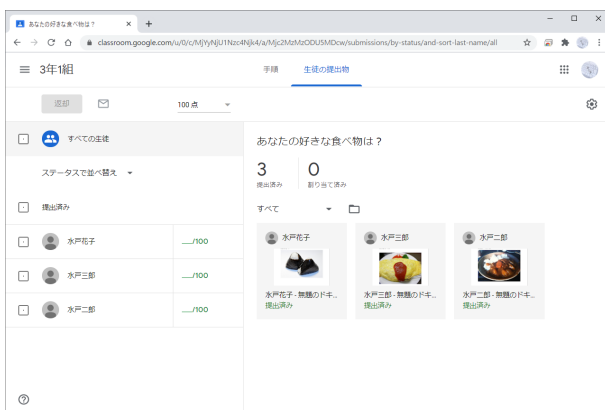 あなたの好きな食べ物は?
classroom.google.com/u/0/c/MjYyNjU1Nzc4Njk4/a/Mjc2MzMzODU5MDcw/submissions/by-status/and-sort-last-name/all
3年1組
手順
生徒の提出物
返却
100 点
すべての生徒
ステータスで並べ替え
提出済み
水戸花子
__/100
水戸三郎
__/100
水戸二郎
__/100
あなたの好きな食べ物は?
3
提出済み
0
割り当て済み
すべて
水戸花子
水戸花子 - 無題のドキ...
提出済み
水戸三郎
水戸三郎 - 無題のドキ...
提出済み
水戸二郎
水戸二郎 - 無題のドキ...
提出済み